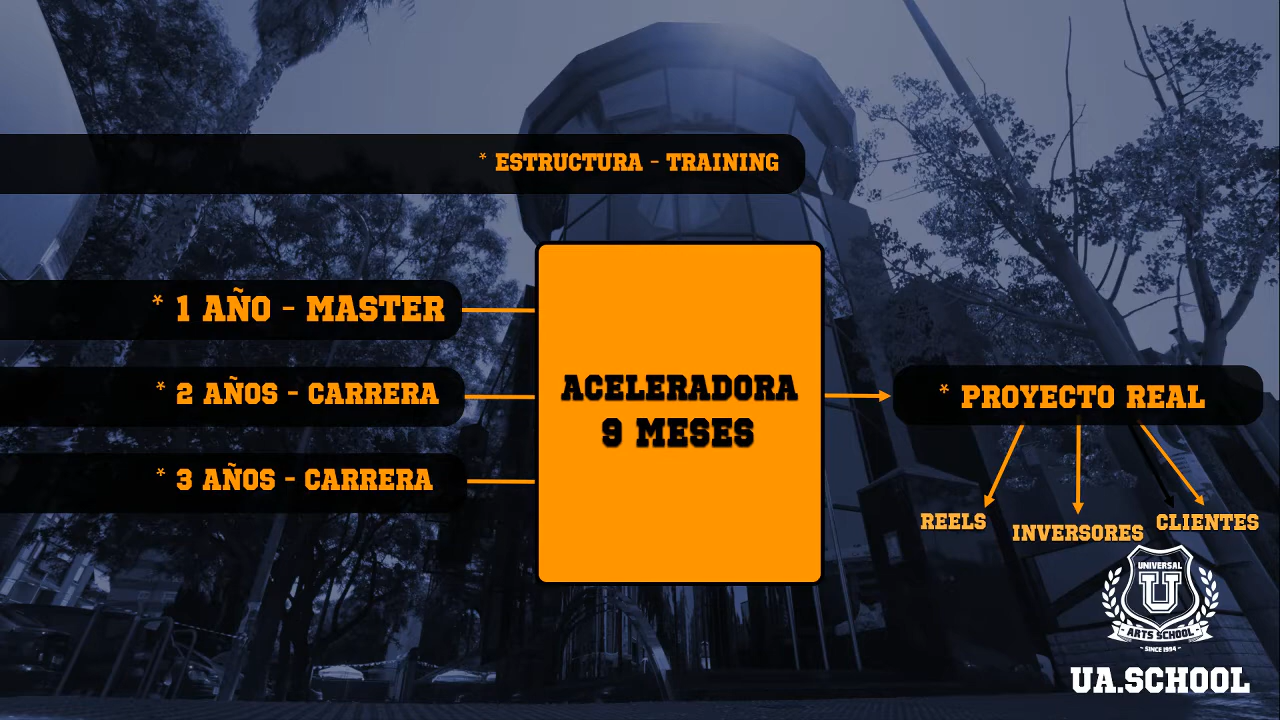 * ESTRUCTURA - TRAINING
* 1 AÑO - MASTER
* 2 AÑOS - CARRERA
* 3 AÑOS - CARRERA
ACELERADORA
9 MESES
* PROYECTO REAL
REELS
INVERSORES
CLIENTES
UNIVERSAL
U
ARTS SCHOOL
- SINCE 1994 -
UA.SCHOOL